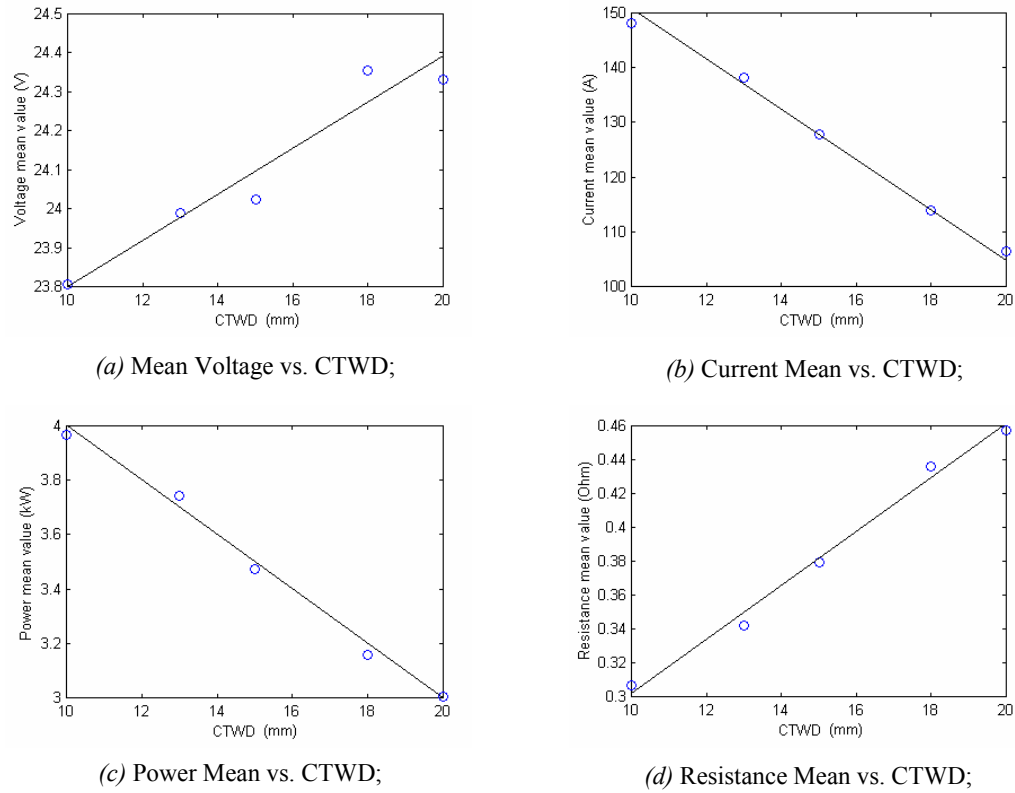 24.5
24.4
24.3
24.2
24.1
24
23.9
23.8
Voltage mean value (V)
10 12 14 16 18 20
CTWD (mm)
(a) Mean Voltage vs. CTWD;
150
140
130
120
110
100
Current mean value (A)
10 12 14 16 18 20
CTWD (mm)
(b) Current Mean vs. CTWD;
4
3.8
3.6
3.4
3.2
3
Power mean value (kW)
10 12 14 16 18 20
CTWD (mm)
(c) Power Mean vs. CTWD;
0.46
0.44
0.42
0.4
0.38
0.36
0.34
0.32
0.3
Resistance mean value (Ohm)
10 12 14 16 18 20
CTWD (mm)
(d) Resistance Mean vs. CTWD;